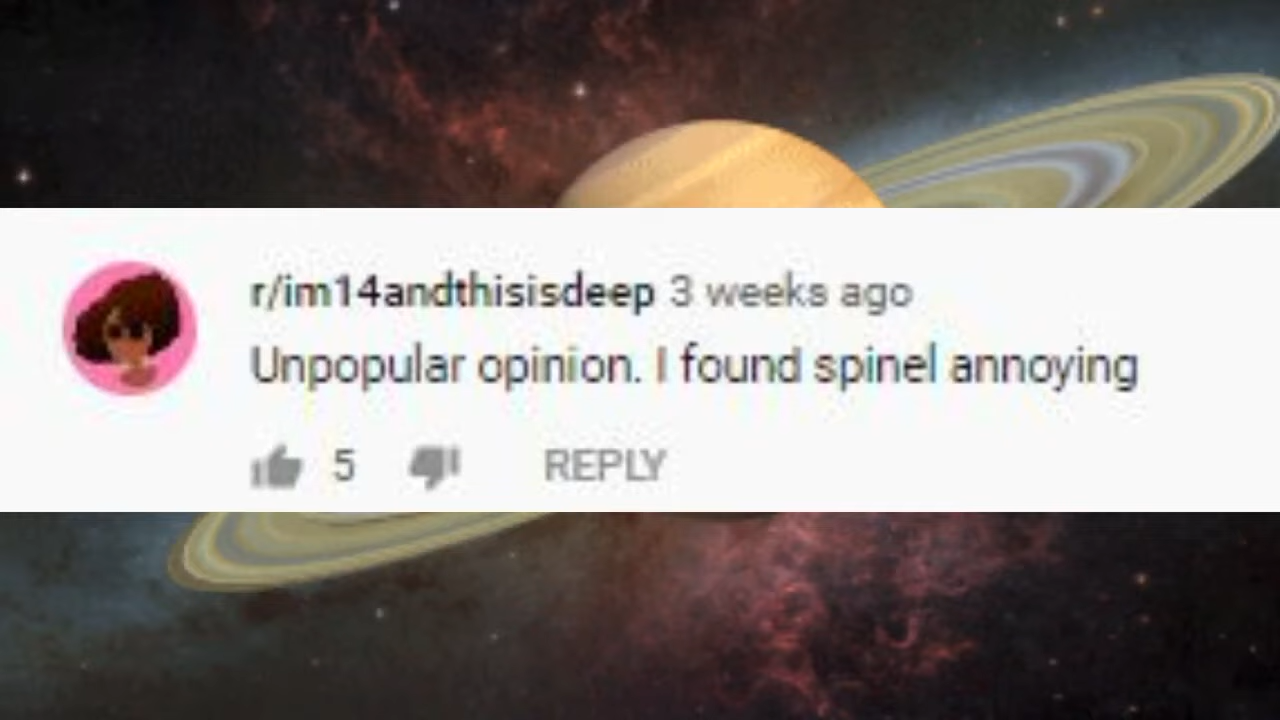 r/im14andthisisdeep 3 weeks ago
Unpopular opinion. I found spinel annoying
5 REPLY